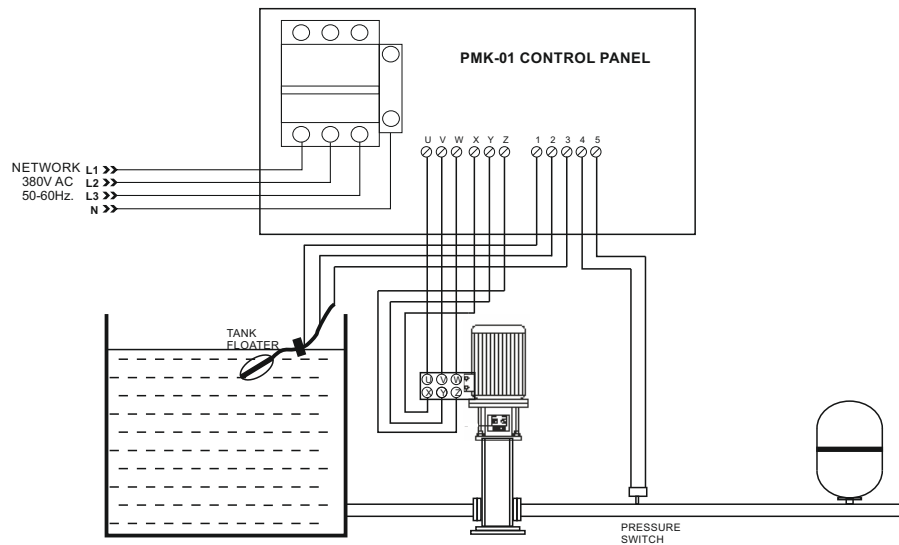 PMK-01 CONTROL PANEL
U V W X Y Z 1 2 3 4 5
NETWORK L1
380V AC L2
50-60Hz. L3
N
TANK
FLOATER
U V W
X Y Z
PRESSURE
SWITCH